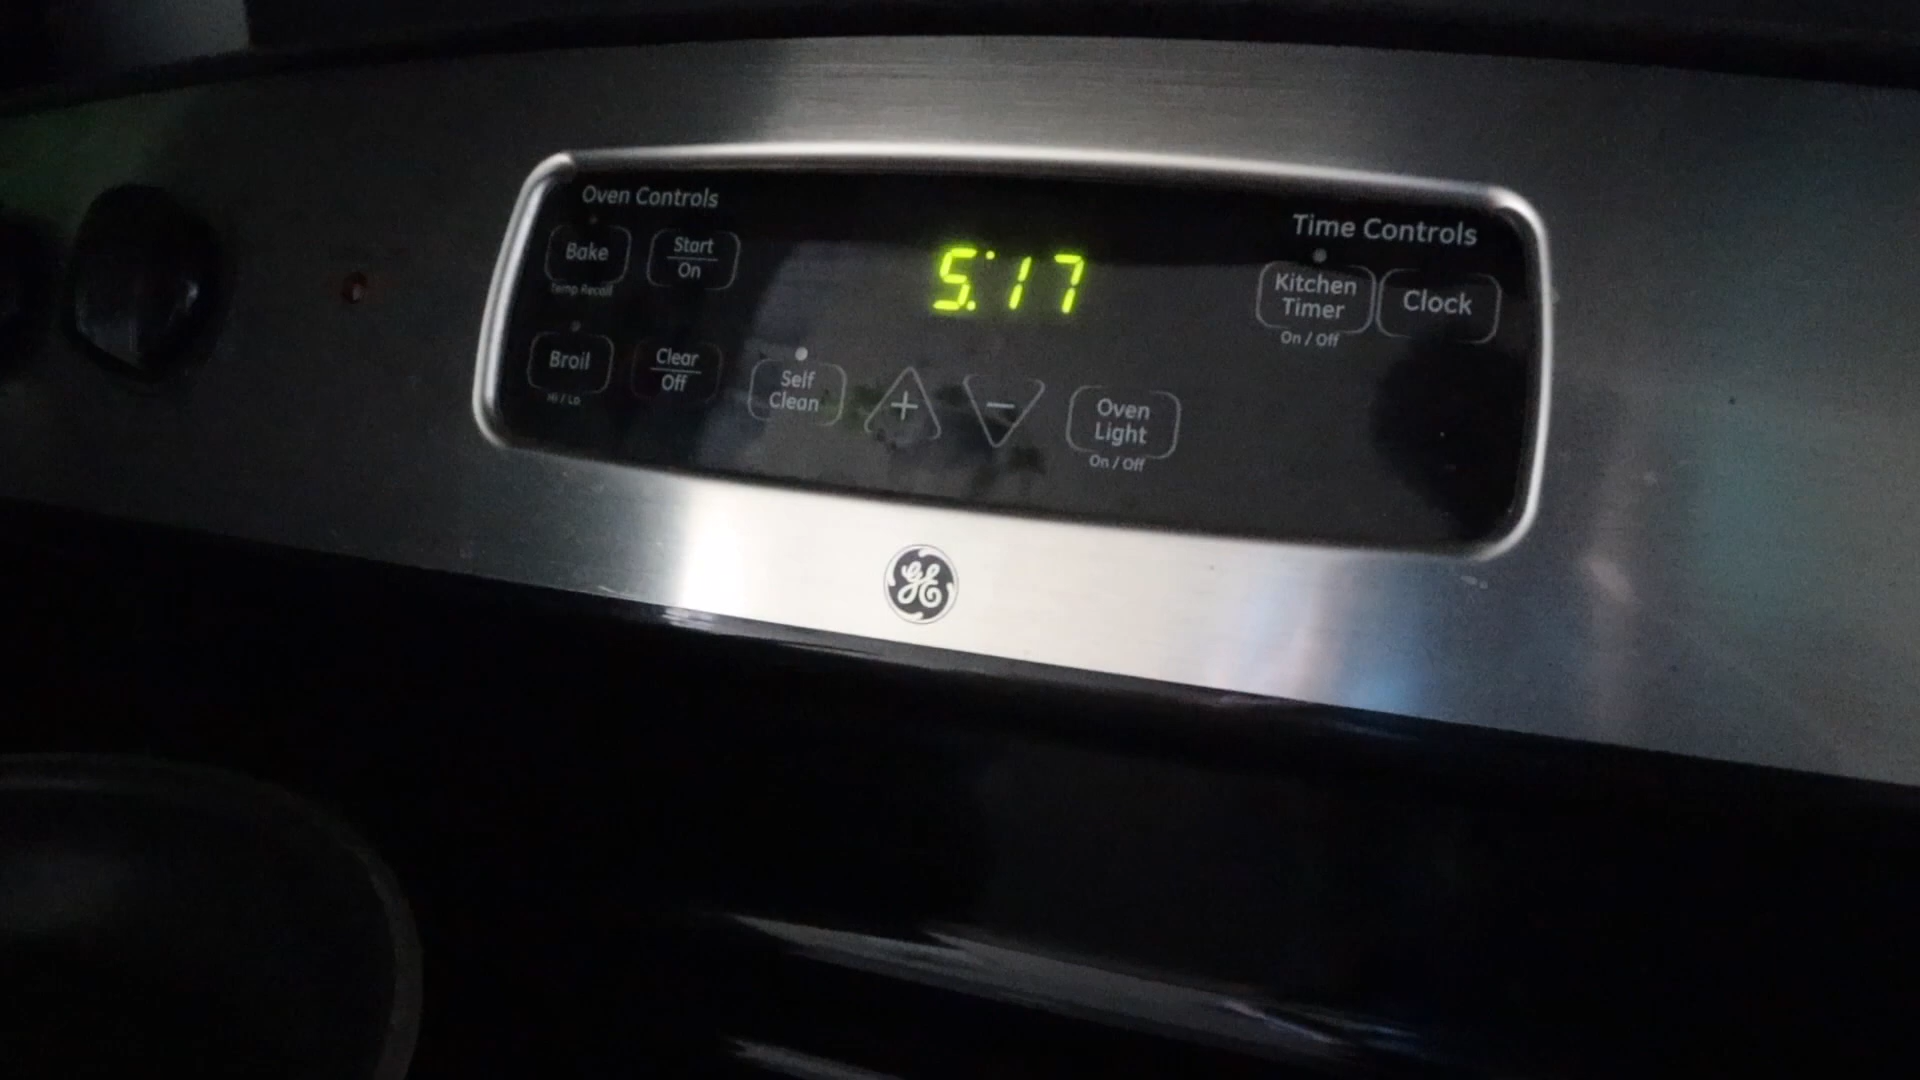 Oven Controls
Bake
Temp Recall
Start
On
Broil
Hi / Lo
Clear
Off
Self
Clean
5:17
+
−
Oven
Light
On / Off
Time Controls
Kitchen
Timer
On / Off
Clock
GE